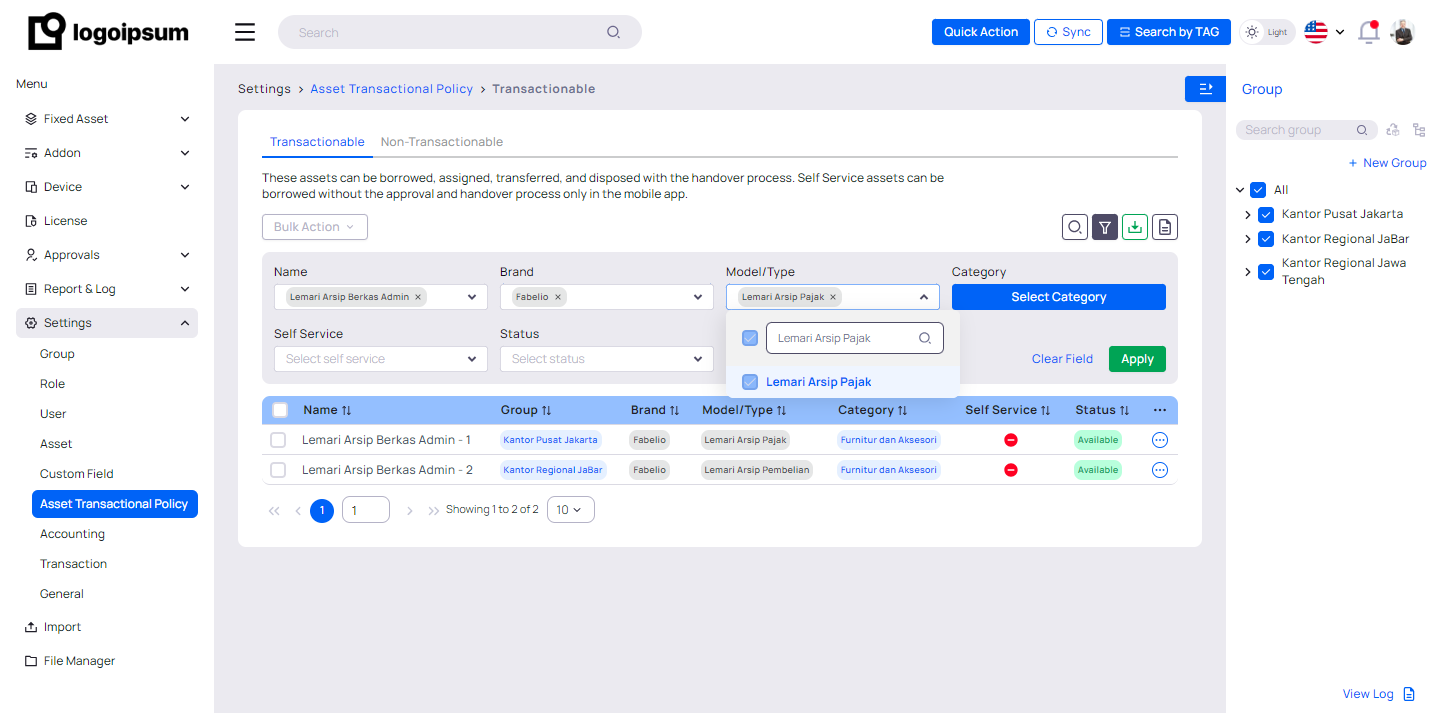 logoipsum
Search
Quick Action
Sync
Search by TAG
Light
Menu
Fixed Asset
Addon
Device
License
Approvals
Report & Log
Settings
Group
Role
User
Asset
Custom Field
Asset Transactional Policy
Accounting
Transaction
General
Import
File Manager
Settings > Asset Transactional Policy > Transactionable
Transactionable
Non-Transactionable
These assets can be borrowed, assigned, transferred, and disposed with the handover process. Self Service assets can be
borrowed without the approval and handover process only in the mobile app.
Bulk Action
Name
Brand
Model/Type
Category
Lemari Arsip Berkas Admin ×
Fabelio ×
Lemari Arsip Pajak ×
Select Category
Self Service
Status
Select self service
Select status
Lemari Arsip Pajak
Lemari Arsip Pajak
Clear Field
Apply
Name Group Brand Model/Type Category Self Service Status
Lemari Arsip Berkas Admin - 1 Kantor Pusat Jakarta Fabelio Lemari Arsip Pajak Furnitur dan Aksesori Available
Lemari Arsip Berkas Admin - 2 Kantor Regional JaBar Fabelio Lemari Arsip Pembelian Furnitur dan Aksesori Available
1 1 Showing 1 to 2 of 2 10
Group
Search group
+ New Group
All
Kantor Pusat Jakarta
Kantor Regional JaBar
Kantor Regional Jawa
Tengah
View Log